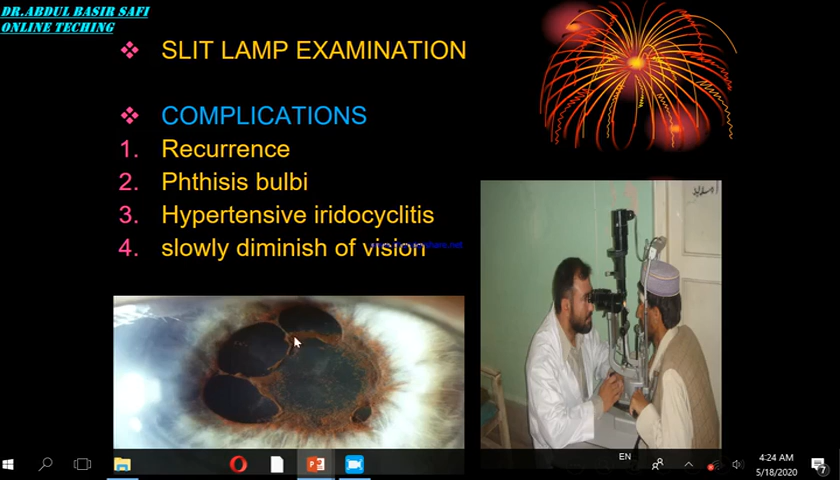 DR.ABDUL BASIR SAFI
ONLINE TECHING
SLIT LAMP EXAMINATION
COMPLICATIONS
1. Recurrence
2. Phthisis bulbi
3. Hypertensive iridocyclitis
4. slowly diminish of vision
EN
4:24 AM
5/18/2020
7